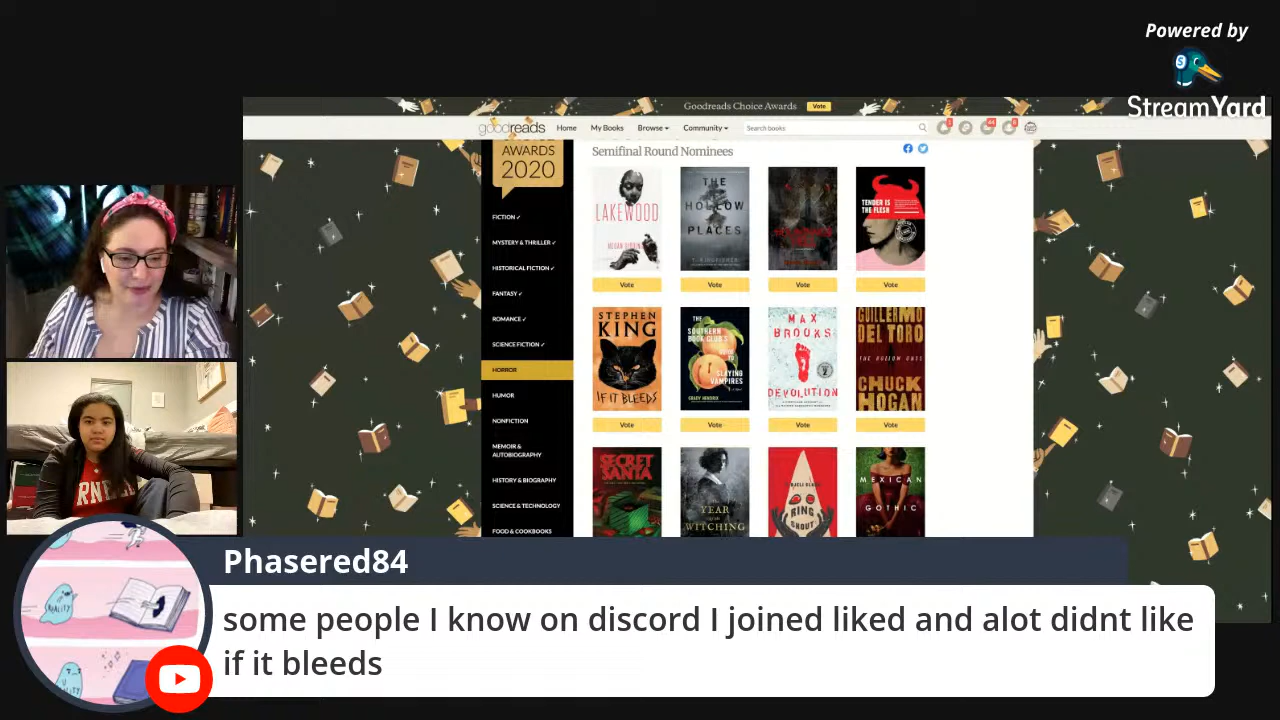 Powered by
StreamYard
Goodreads Choice Awards Vote
goodreads Home My Books Browse Community Search books
AWARDS
2020
Semifinal Round Nominees
FICTION ✓
MYSTERY & THRILLER ✓
HISTORICAL FICTION ✓
FANTASY ✓
ROMANCE ✓
SCIENCE FICTION ✓
HORROR
HUMOR
NONFICTION
MEMOIR &
AUTOBIOGRAPHY
HISTORY & BIOGRAPHY
SCIENCE & TECHNOLOGY
FOOD & COOKBOOKS
LAKEWOOD
THE
HOLLOW
PLACES
TENDER IS
THE FLESH
Vote Vote Vote Vote
STEPHEN
KING
IF IT BLEEDS
THE
SOUTHERN
BOOK CLUB'S
GUIDE TO
SLAYING
VAMPIRES
MAX
BROOKS
DEVOLUTION
GUILLERMO
DEL TORO
THE HOLLOW ONES
CHUCK
HOGAN
Vote Vote Vote Vote
SECRET
SANTA
YEAR
WITCHING
RING
SHOUT
MEXICAN
GOTHIC
Phasered84
some people I know on discord I joined liked and alot didnt like
if it bleeds